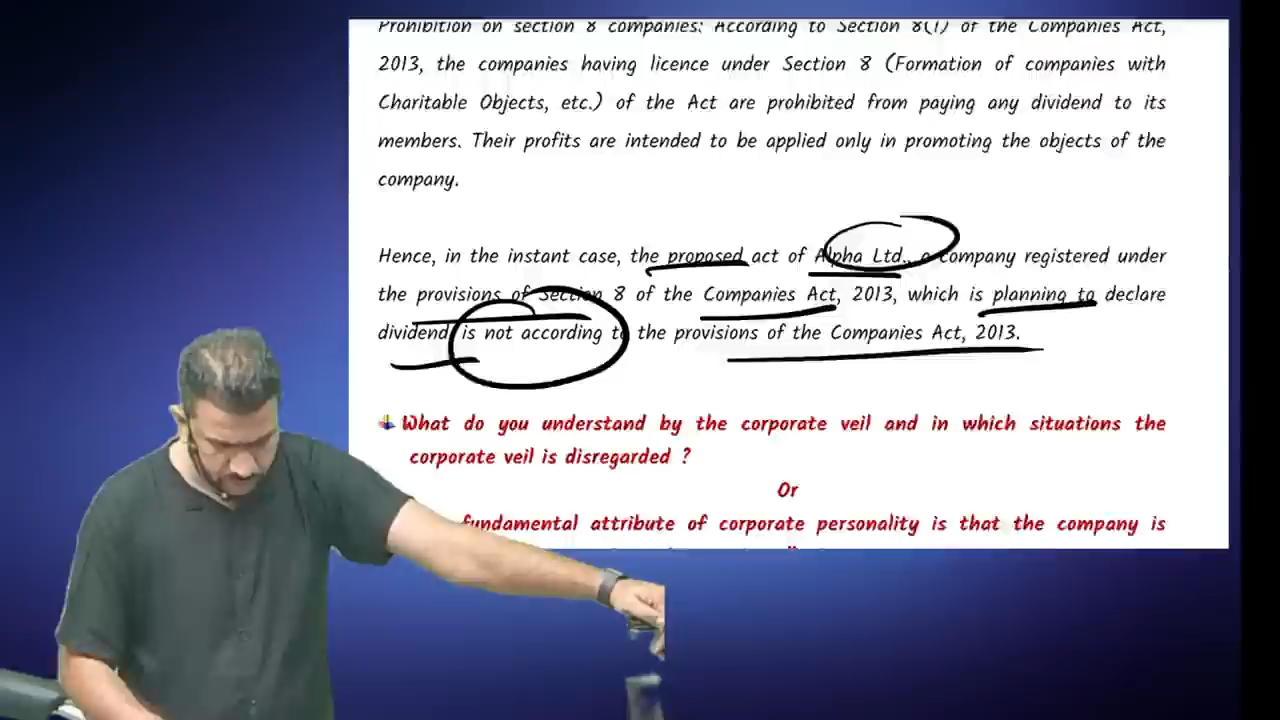 Prohibition on section 8 companies: According to Section 8(1) of the Companies Act,
2013, the companies having licence under Section 8 (Formation of companies with
Charitable Objects, etc.) of the Act are prohibited from paying any dividend to its
members. Their profits are intended to be applied only in promoting the objects of the
company.
Hence, in the instant case, the proposed act of Alpha Ltd., a company registered under
the provisions of Section 8 of the Companies Act, 2013, which is planning to declare
dividend, is not according to the provisions of the Companies Act, 2013.
What do you understand by the corporate veil and in which situations the
corporate veil is disregarded ?
Or
fundamental attribute of corporate personality is that the company is